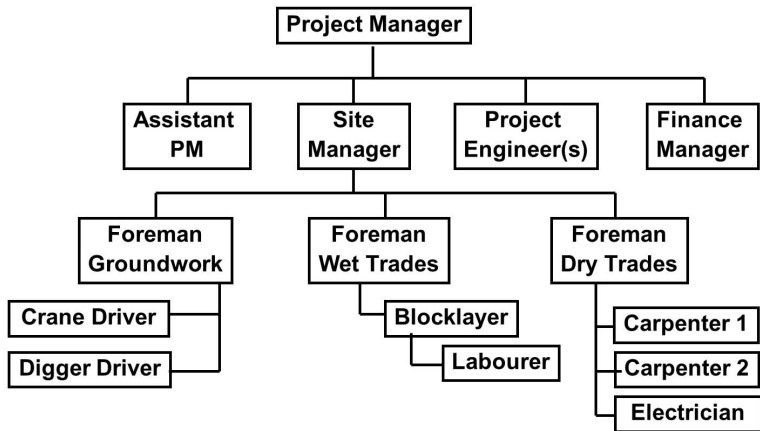 Project Manager
Assistant
PM
Site
Manager
Project
Engineer(s)
Finance
Manager
Foreman
Groundwork
Foreman
Wet Trades
Foreman
Dry Trades
Crane Driver
Digger Driver
Blocklayer
Labourer
Carpenter 1
Carpenter 2
Electrician